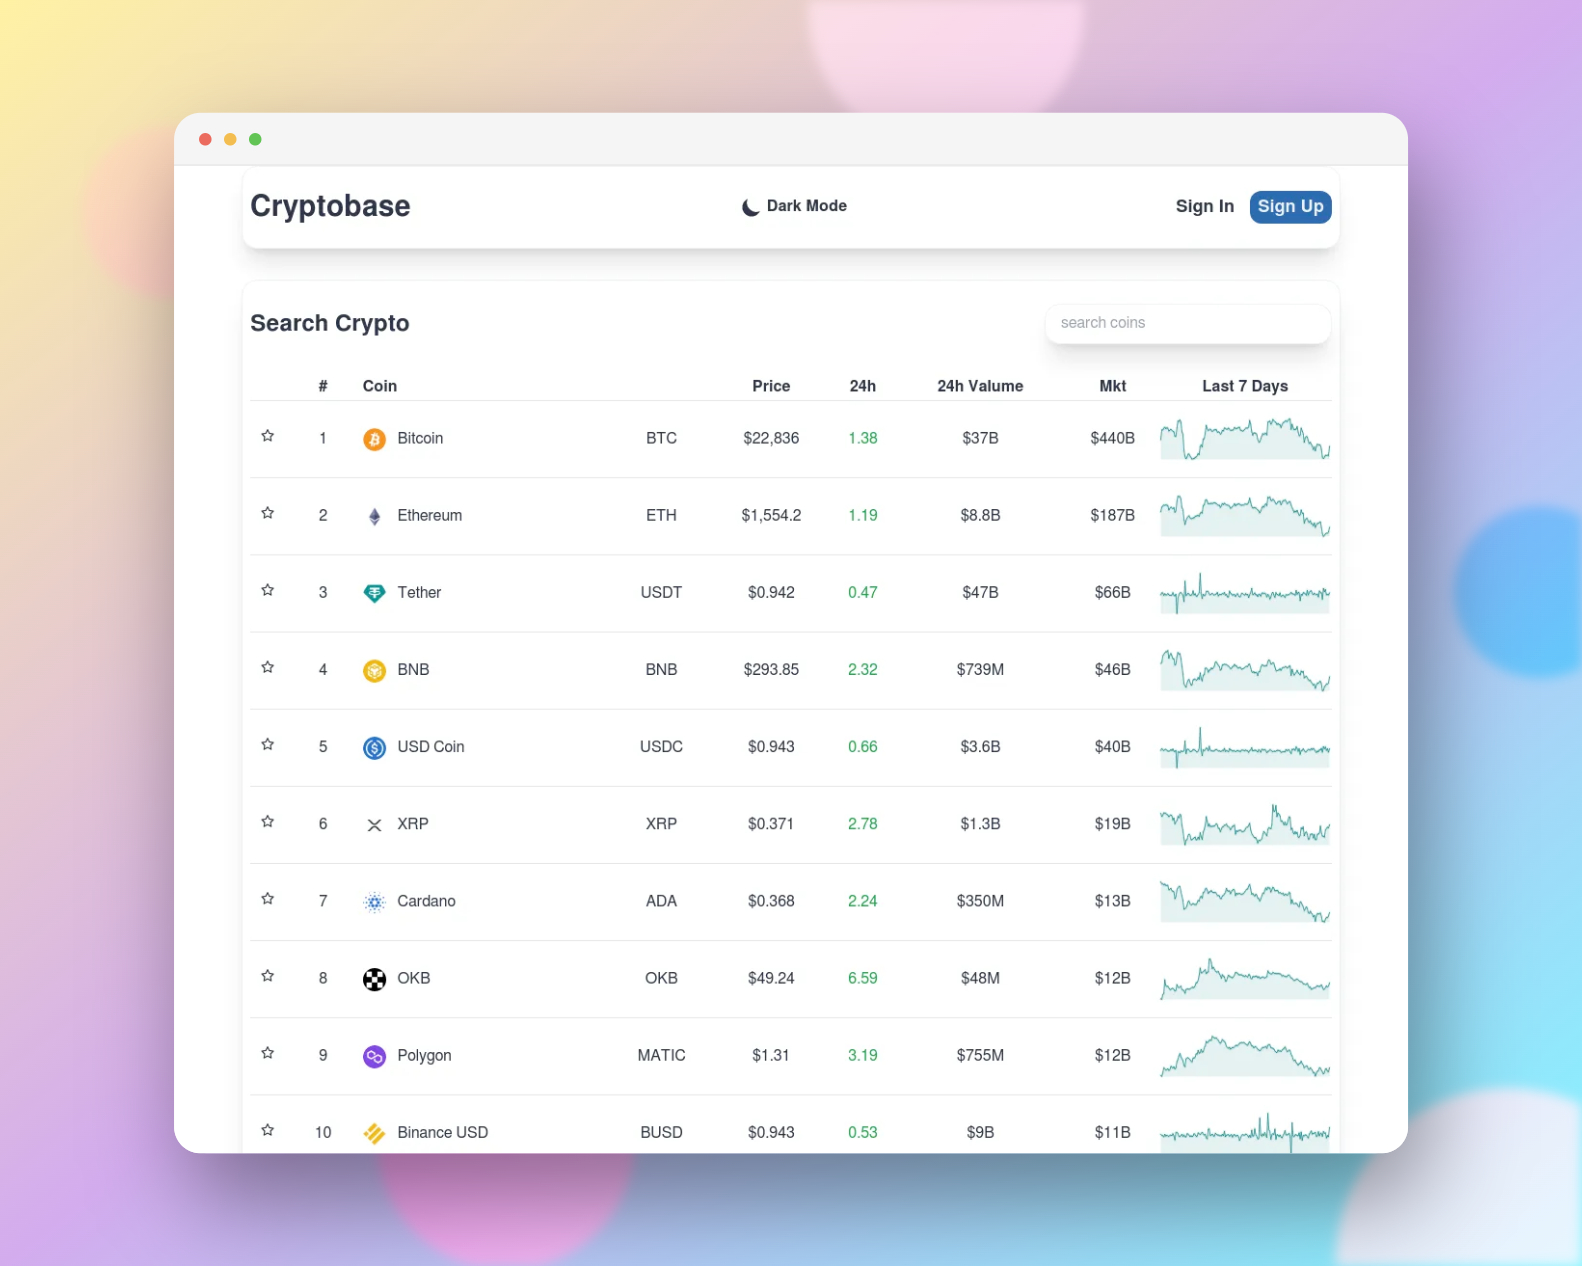 Cryptobase Dark Mode Sign In Sign Up
Search Crypto search coins
# Coin Price 24h 24h Valume Mkt Last 7 Days
1 Bitcoin BTC $22,836 1.38 $37B $440B
2 Ethereum ETH $1,554.2 1.19 $8.8B $187B
3 Tether USDT $0.942 0.47 $47B $66B
4 BNB BNB $293.85 2.32 $739M $46B
5 USD Coin USDC $0.943 0.66 $3.6B $40B
6 XRP XRP $0.371 2.78 $1.3B $19B
7 Cardano ADA $0.368 2.24 $350M $13B
8 OKB OKB $49.24 6.59 $48M $12B
9 Polygon MATIC $1.31 3.19 $755M $12B
10 Binance USD BUSD $0.943 0.53 $9B $11B